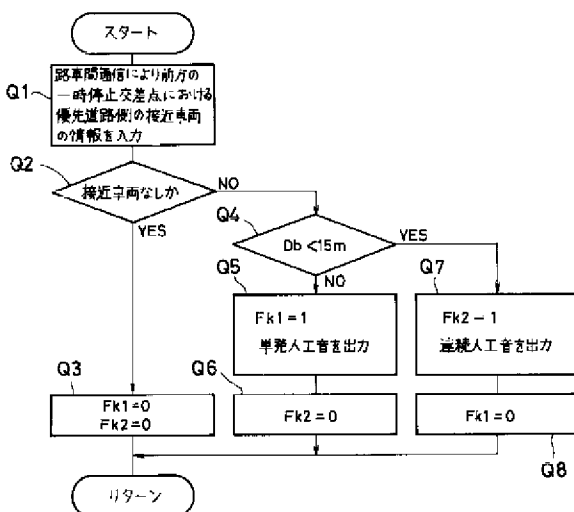 スタート
Q1
路車間通信により前方の
一時停止交差点における
優先道路側の接近車両
の情報を入力
Q2
接近車両なしか
NO
YES
Q4
Db <15m
YES
NO
Q5
Fk1=1
単発人工音を出力
Q7
Fk2-1
連続人工音を出力
Q3
Fk1=0
Fk2=0
Q6
Fk2=0
Fk1=0
Q8
リターン